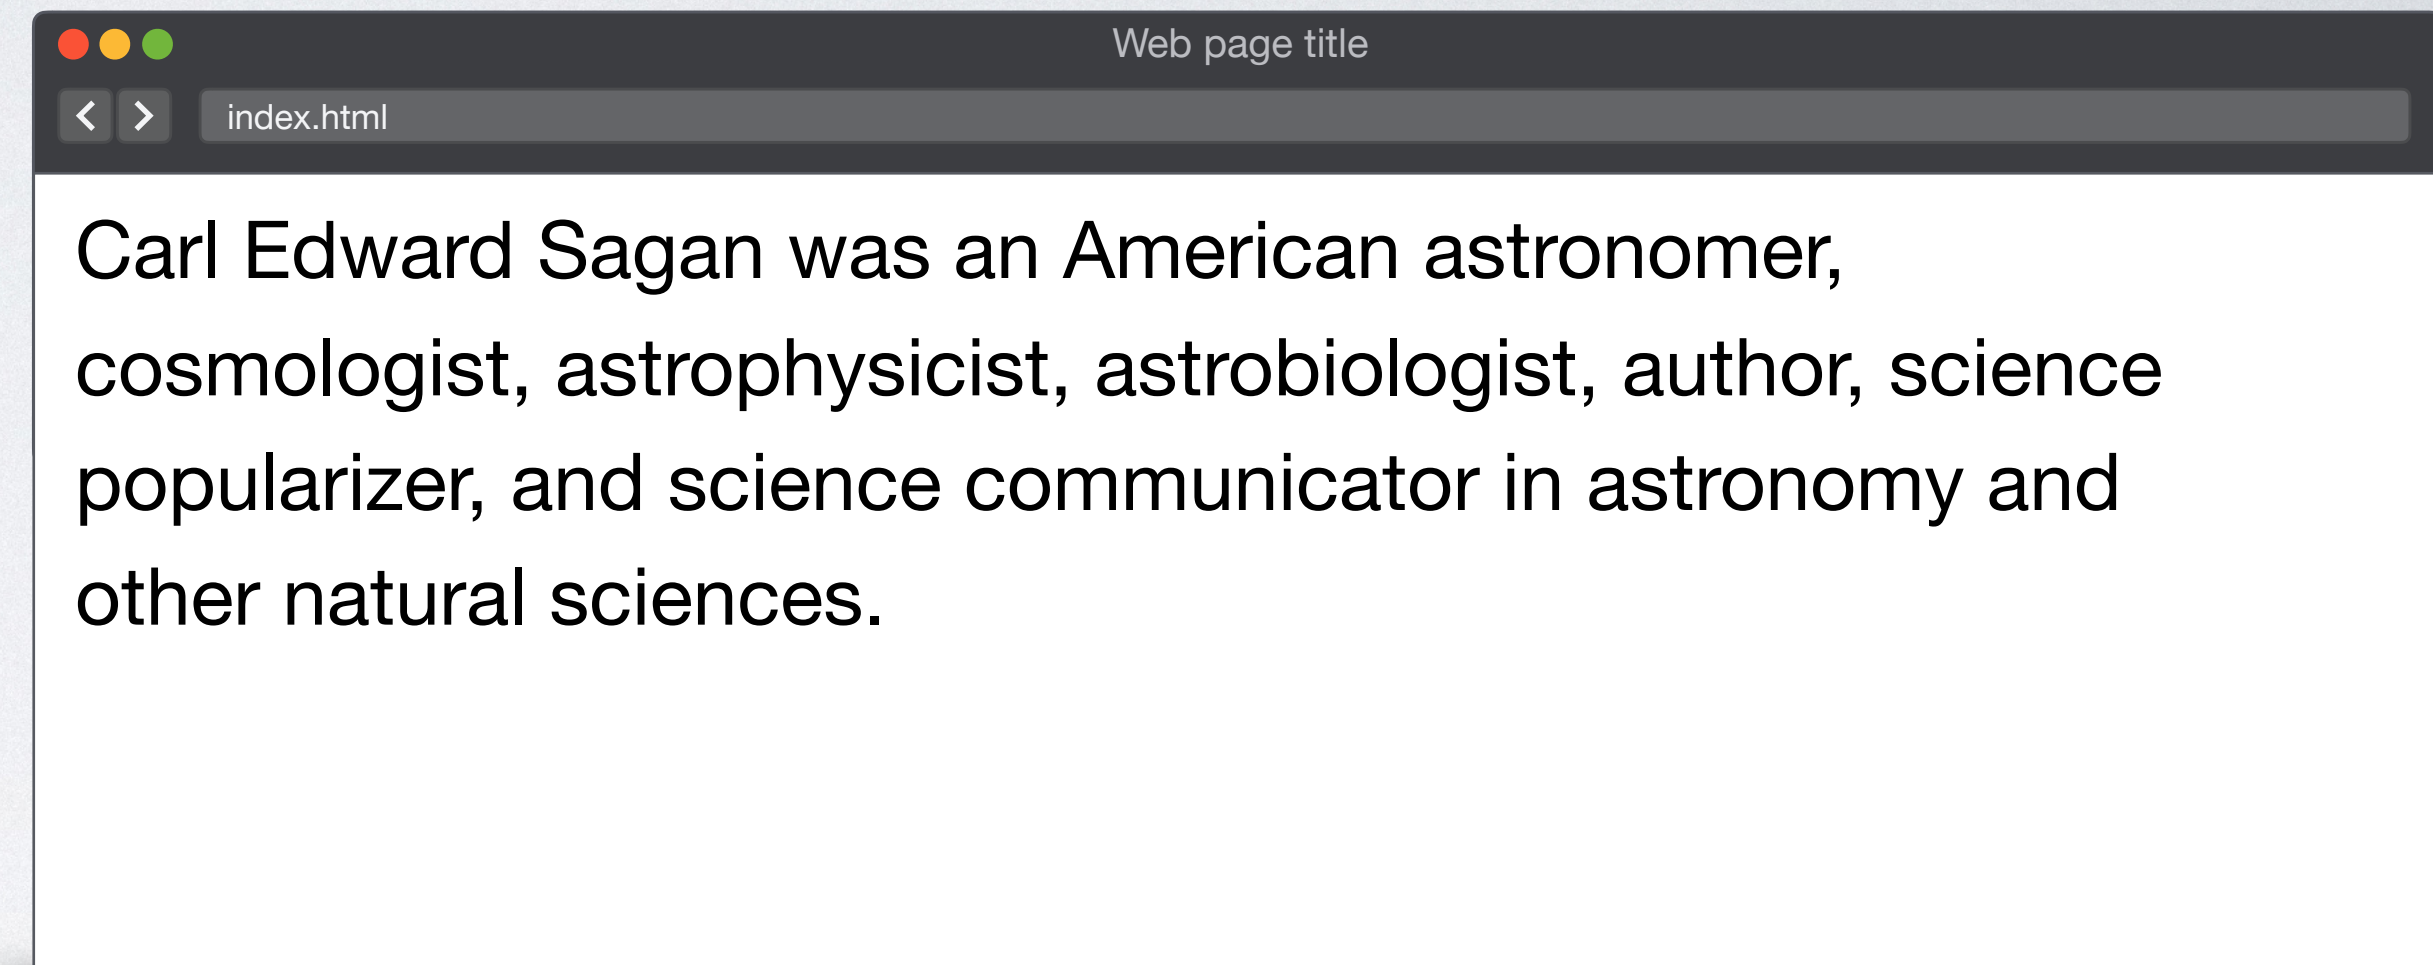 Web page title
index.html
Carl Edward Sagan was an American astronomer,
cosmologist, astrophysicist, astrobiologist, author, science
popularizer, and science communicator in astronomy and
other natural sciences.